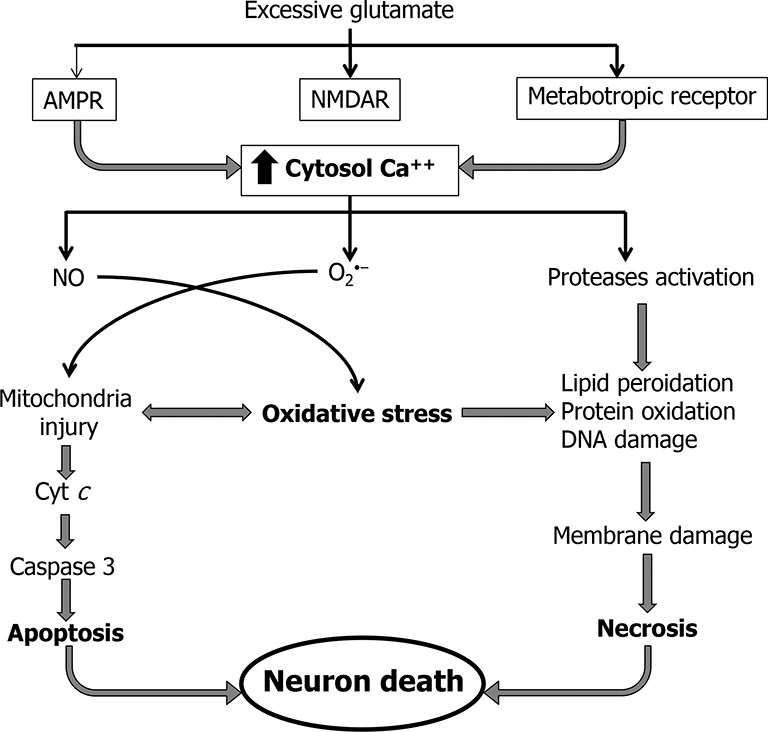 Excessive glutamate
AMPR
NMDAR
Metabotropic receptor
Cytosol Ca⁺⁺
NO
O₂•⁻
Proteases activation
Mitochondria
injury
Oxidative stress
Lipid peroidation
Protein oxidation
DNA damage
Cyt c
Membrane damage
Caspase 3
Apoptosis
Necrosis
Neuron death